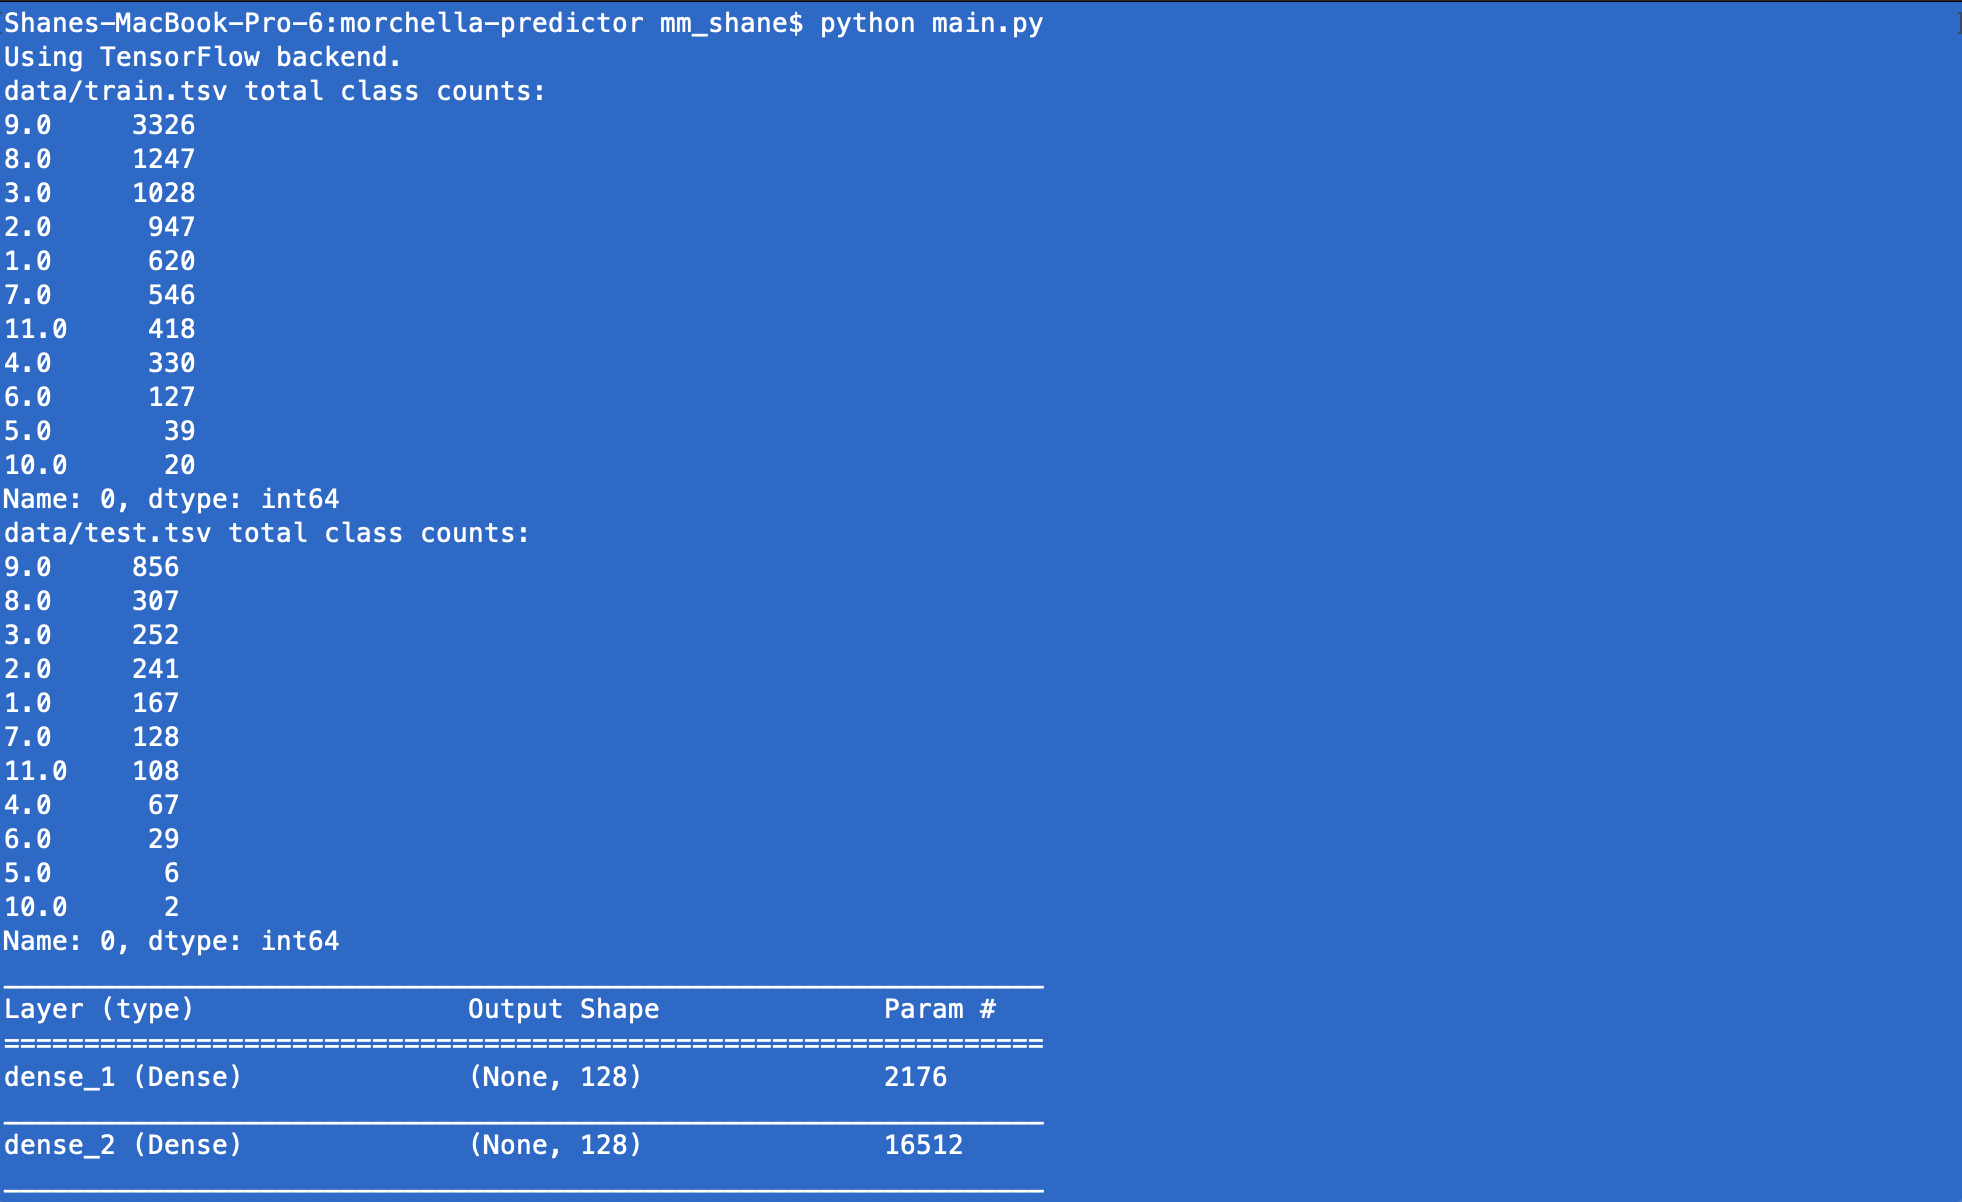 Shanes-MacBook-Pro-6:morchella-predictor mm_shane$ python main.py
Using TensorFlow backend.
data/train.tsv total class counts:
9.0     3326
8.0     1247
3.0     1028
2.0      947
1.0      620
7.0      546
11.0     418
4.0      330
6.0      127
5.0       39
10.0      20
Name: 0, dtype: int64
data/test.tsv total class counts:
9.0     856
8.0     307
3.0     252
2.0     241
1.0     167
7.0     128
11.0    108
4.0      67
6.0      29
5.0       6
10.0      2
Name: 0, dtype: int64
_________________________________________________________________
Layer (type)                 Output Shape              Param #
=================================================================
dense_1 (Dense)              (None, 128)               2176
_________________________________________________________________
dense_2 (Dense)              (None, 128)               16512
_________________________________________________________________